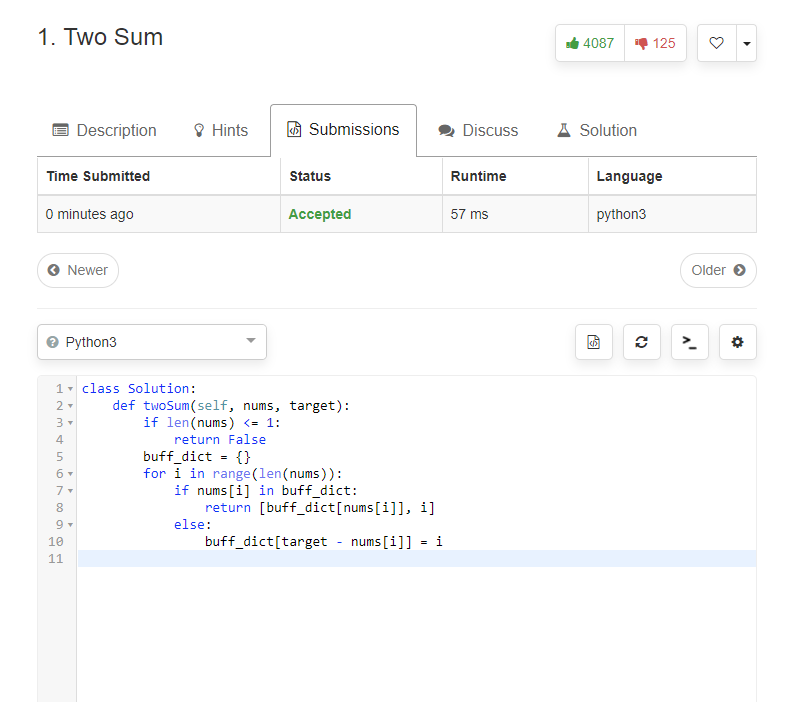 1. Two Sum
4087 125
Description Hints Submissions Discuss Solution
Time Submitted Status Runtime Language
0 minutes ago Accepted 57 ms python3
Newer Older
Python3
1 class Solution:
2     def twoSum(self, nums, target):
3         if len(nums) <= 1:
4             return False
5         buff_dict = {}
6         for i in range(len(nums)):
7             if nums[i] in buff_dict:
8                 return [buff_dict[nums[i]], i]
9             else:
10                 buff_dict[target - nums[i]] = i
11